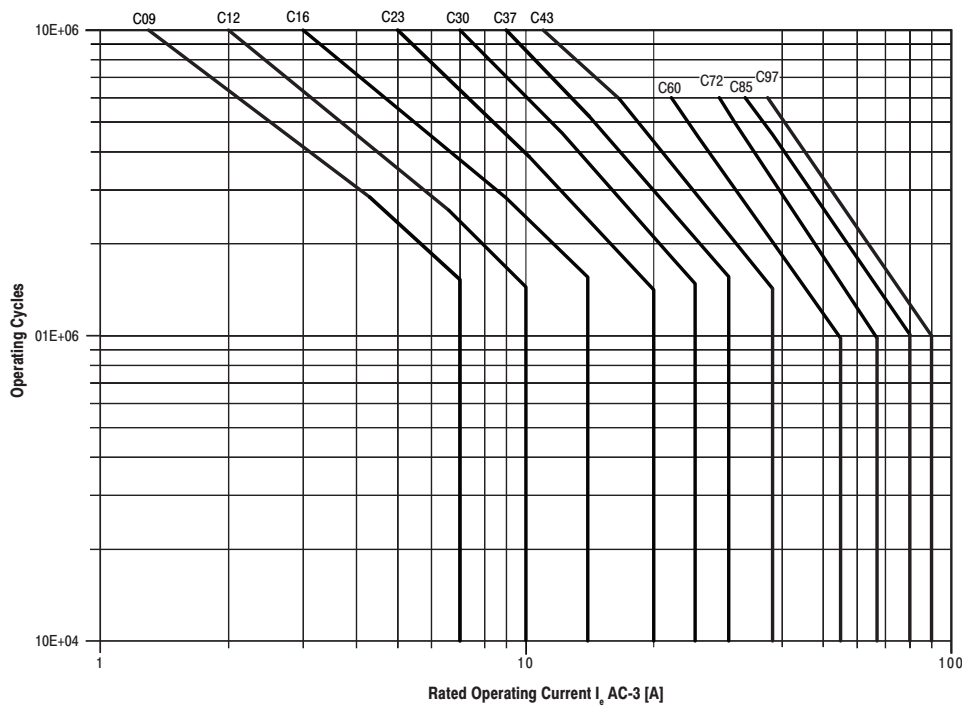 C09 C12 C16 C23 C30 C37 C43
10E+06
C60 C72 C85 C97
Operating Cycles
01E+06
10E+04
1 10 100
Rated Operating Current Ie AC-3 [A]